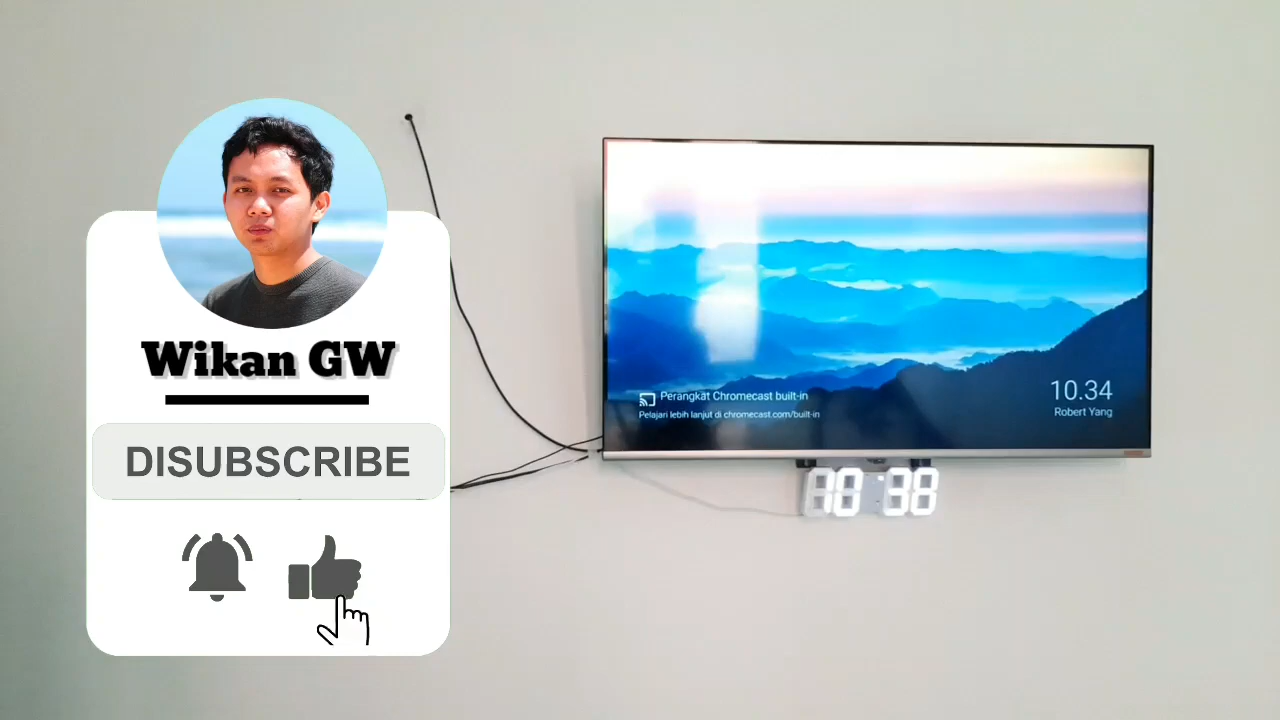 Wikan GW
DISUBSCRIBE
Perangkat Chromecast built-in
Pelajari lebih lanjut di chromecast.com/built-in
10.34
Robert Yang